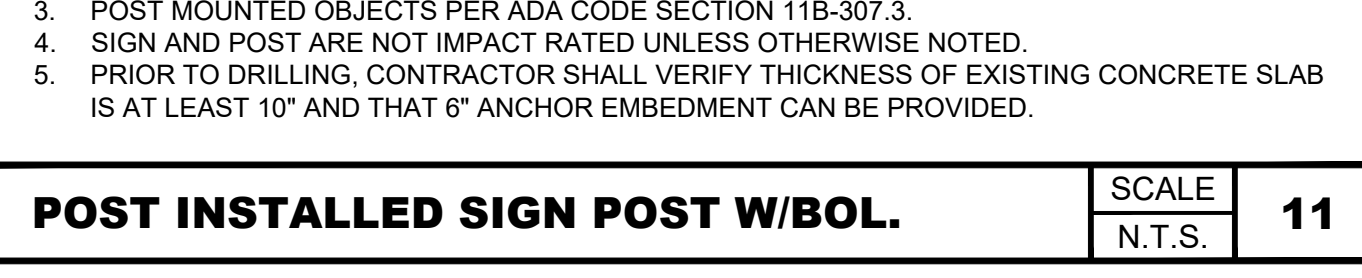 3. POST MOUNTED OBJECTS PER ADA CODE SECTION 11B-307.3.
4. SIGN AND POST ARE NOT IMPACT RATED UNLESS OTHERWISE NOTED.
5. PRIOR TO DRILLING, CONTRACTOR SHALL VERIFY THICKNESS OF EXISTING CONCRETE SLAB
IS AT LEAST 10" AND THAT 6" ANCHOR EMBEDMENT CAN BE PROVIDED.
POST INSTALLED SIGN POST W/BOL.
SCALE
N.T.S.
11